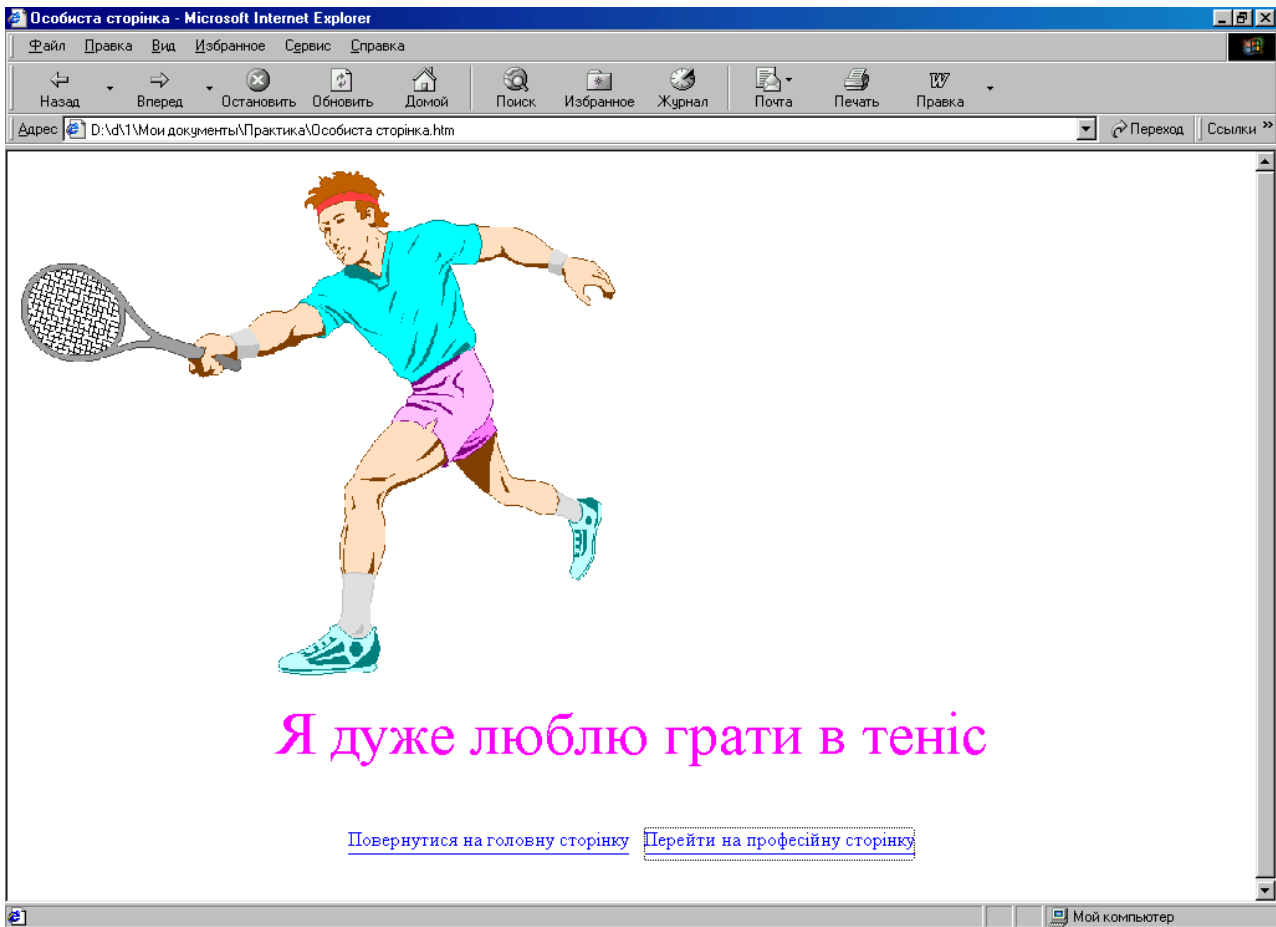 Особиста сторінка - Microsoft Internet Explorer
Файл Правка Вид Избранное Сервис Справка
Назад Вперед Остановить Обновить Домой Поиск Избранное Журнал Почта Печать Правка
Адрес D:\d\1\Мои документы\Практика\Особиста сторінка.htm Переход Ссылки »
Я дуже люблю грати в теніс
Повернутися на головну сторінку Перейти на професійну сторінку
Мой компьютер